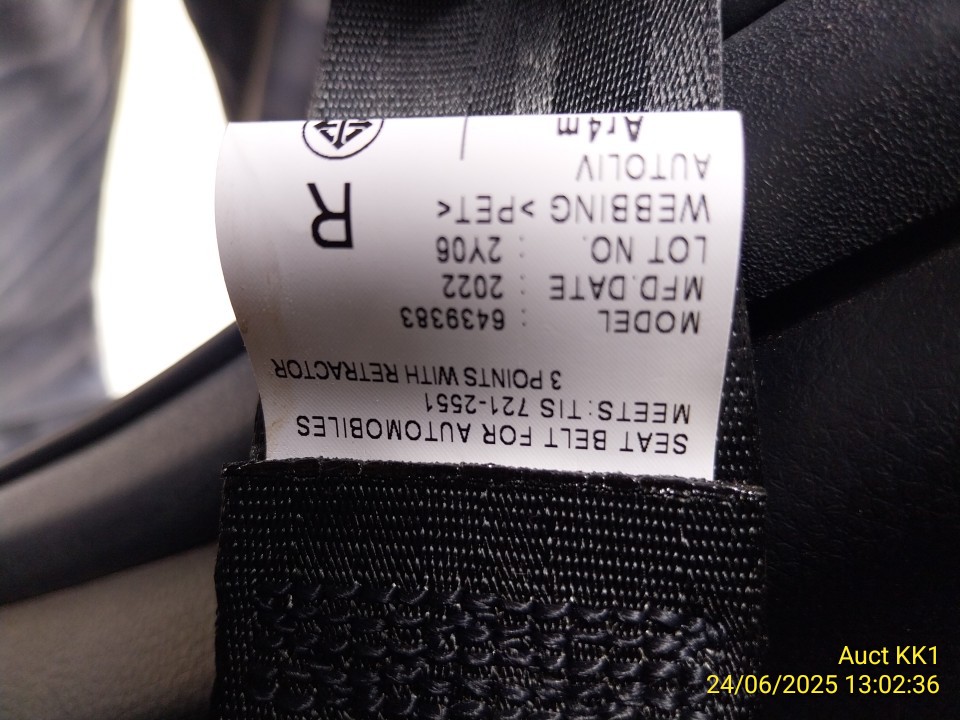 SEAT BELT FOR AUTOMOBILES
MEETS:TIS 721-2551
3 POINTS WITH RETRACTOR
MODEL : 6439383
MFD.DATE : 2022
LOT NO. : 2Y06
WEBBING >PET<
AUTOLIV
R
Ar4m
Auct KK1
24/06/2025 13:02:36